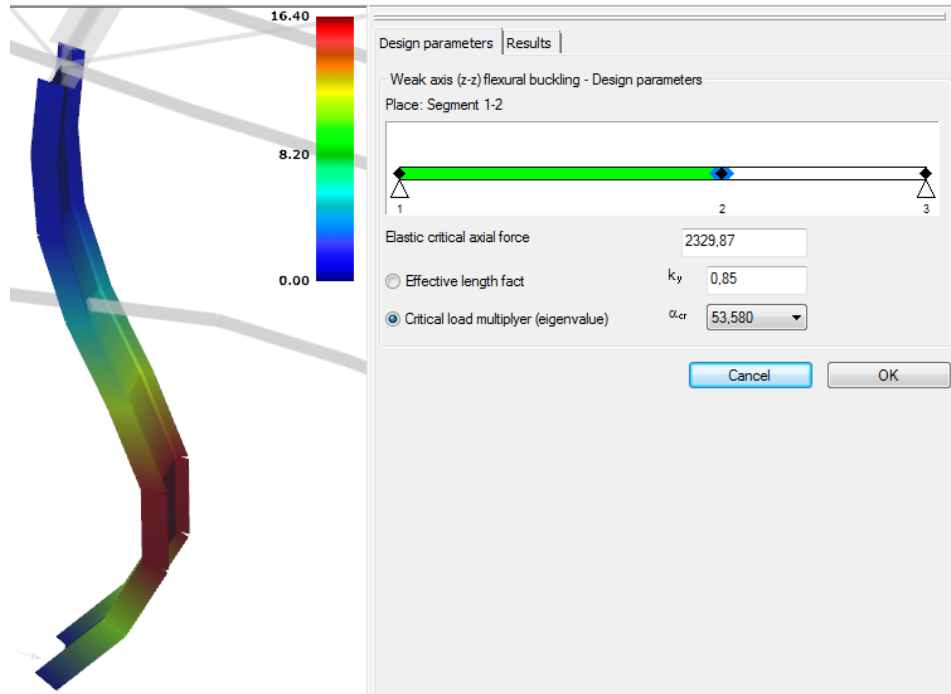 16.40
8.20
0.00
Design parameters Results
Weak axis (z-z) flexural buckling - Design parameters
Place: Segment 1-2
1 2 3
Elastic critical axial force 2329,87
Effective length fact ky 0,85
Critical load multiplyer (eigenvalue) αcr 53,580
Cancel OK